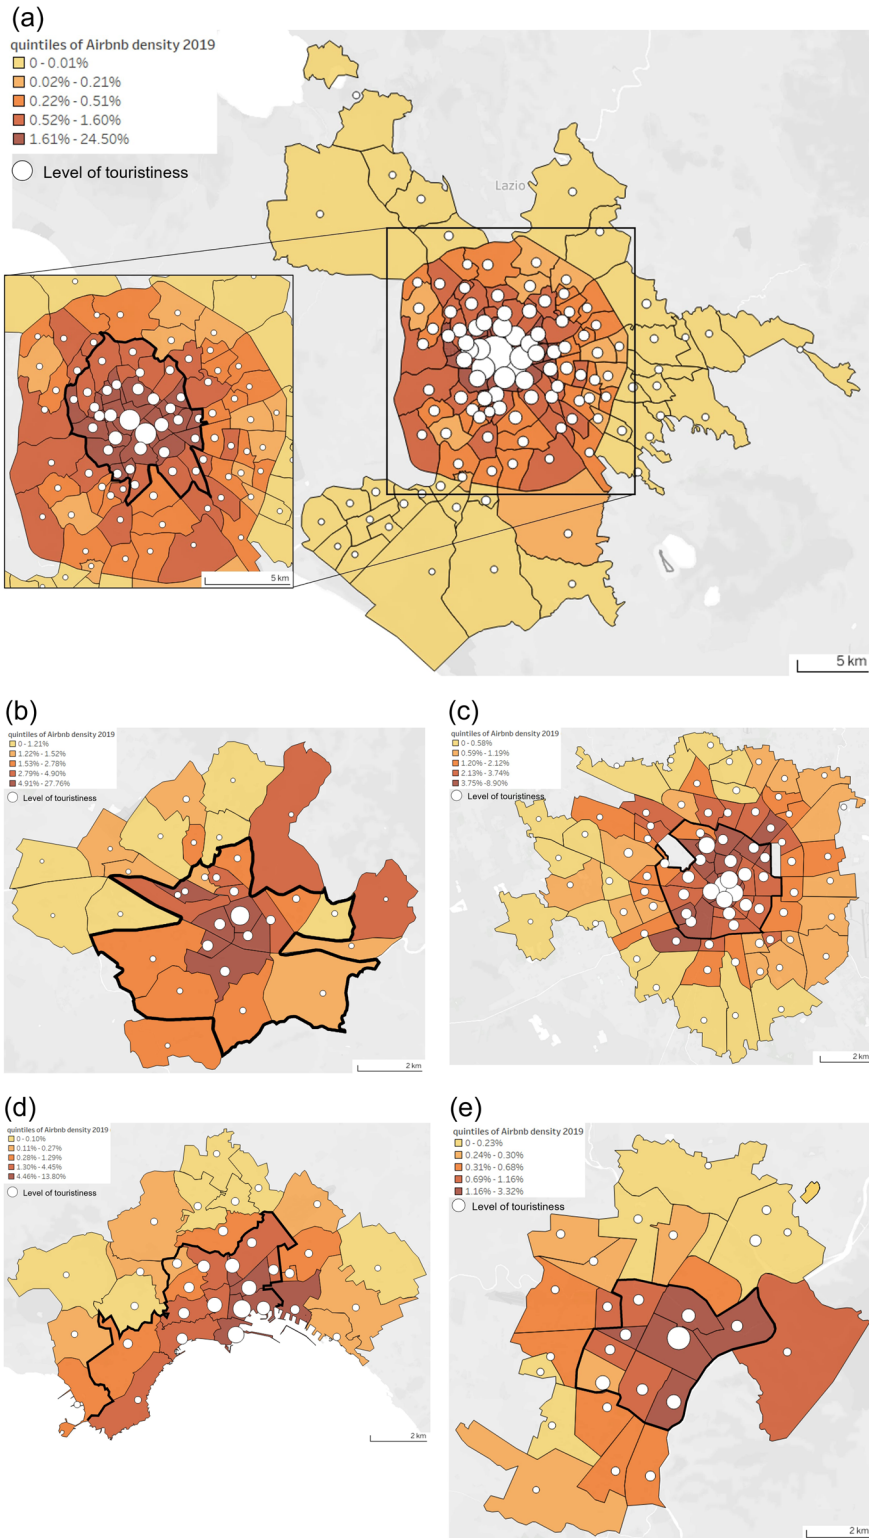 (a)
quintiles of Airbnb density 2019
0 - 0.01%
0.02% - 0.21%
0.22% - 0.51%
0.52% - 1.60%
1.61% - 24.50%
Level of touristiness
Lazio
5 km
5 km
(b)
quintiles of Airbnb density 2019
0 - 1.21%
1.22% - 1.52%
1.53% - 2.78%
2.79% - 4.90%
4.91% - 27.76%
Level of touristiness
2 km
(c)
quintiles of Airbnb density 2019
0 - 0.58%
0.59% - 1.19%
1.20% - 2.12%
2.13% - 3.74%
3.75% - 8.90%
Level of touristiness
2 km
(d)
quintiles of Airbnb density 2019
0 - 0.10%
0.11% - 0.27%
0.28% - 1.29%
1.30% - 4.45%
4.46% - 13.80%
Level of touristiness
2 km
(e)
quintiles of Airbnb density 2019
0 - 0.23%
0.24% - 0.30%
0.31% - 0.68%
0.69% - 1.16%
1.16% - 3.32%
Level of touristiness
2 km